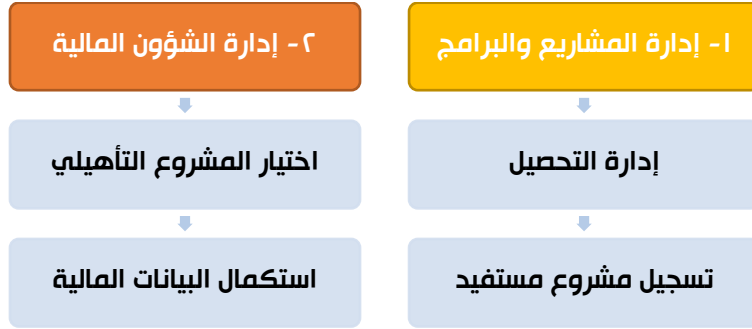 ١- إدارة المشاريع والبرامج
إدارة التحصيل
تسجيل مشروع مستفيد
٢- إدارة الشؤون المالية
اختيار المشروع التأهيلي
استكمال البيانات المالية